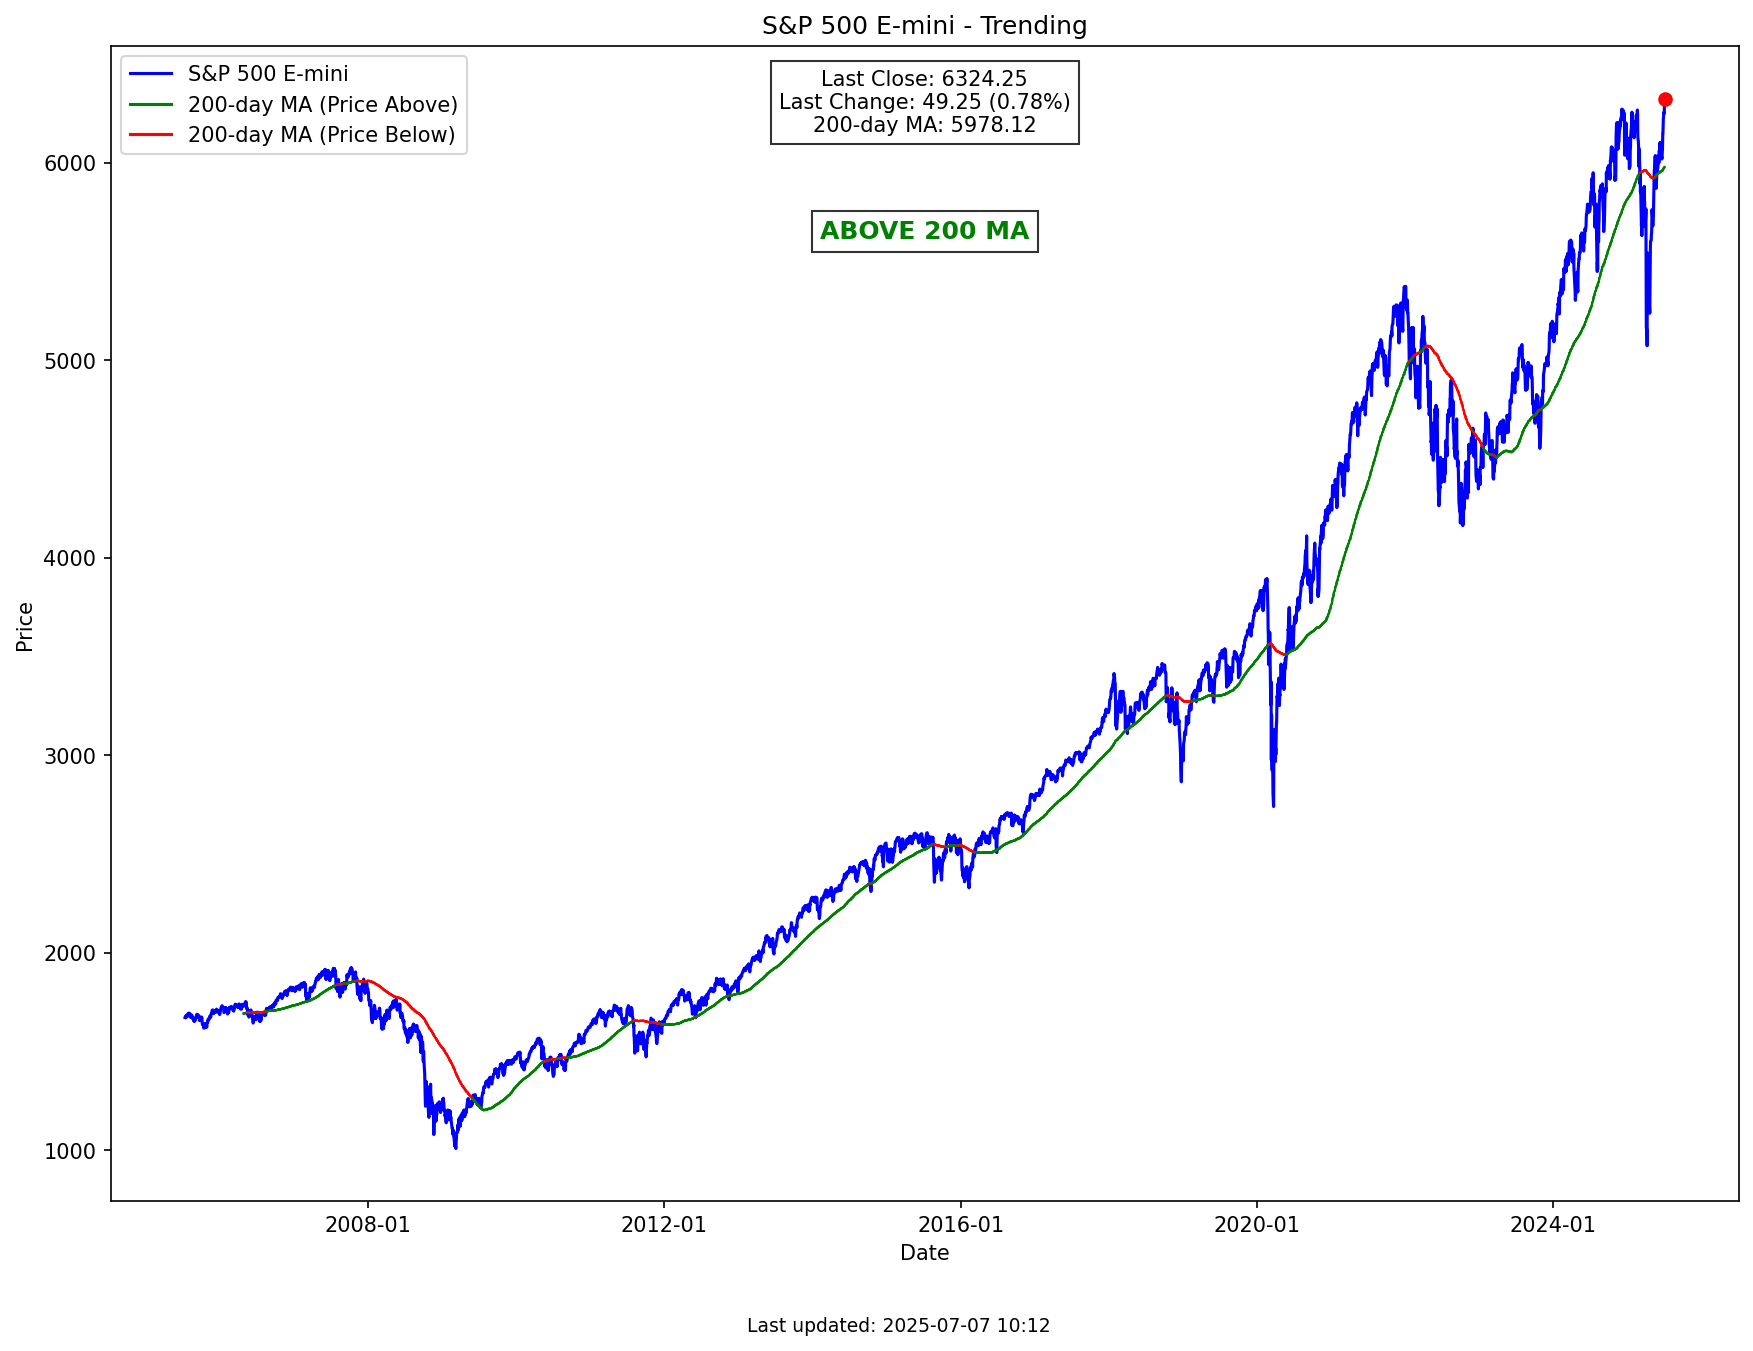 S&P 500 E-mini - Trending
S&P 500 E-mini
200-day MA (Price Above)
200-day MA (Price Below)
Last Close: 6324.25
Last Change: 49.25 (0.78%)
200-day MA: 5978.12
ABOVE 200 MA
Price
6000
5000
4000
3000
2000
1000
2008-01
2012-01
2016-01
2020-01
2024-01
Date
Last updated: 2025-07-07 10:12